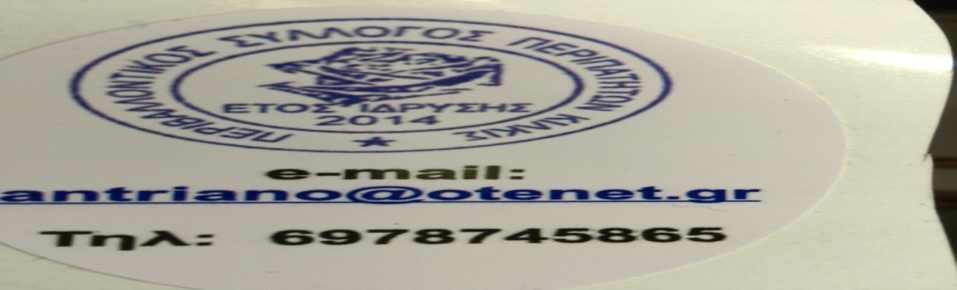 ΠΕΡΙΒΑΛΛΟΝΤΙΚΟΣ ΣΥΛΛΟΓΟΣ ΠΕΡΙΠΑΤΗΤΩΝ ΚΙΛΚΙΣ
ΕΤΟΣ ΙΔΡΥΣΗΣ
2014
e-mail:
antriano@otenet.gr
Τηλ: 6978745865